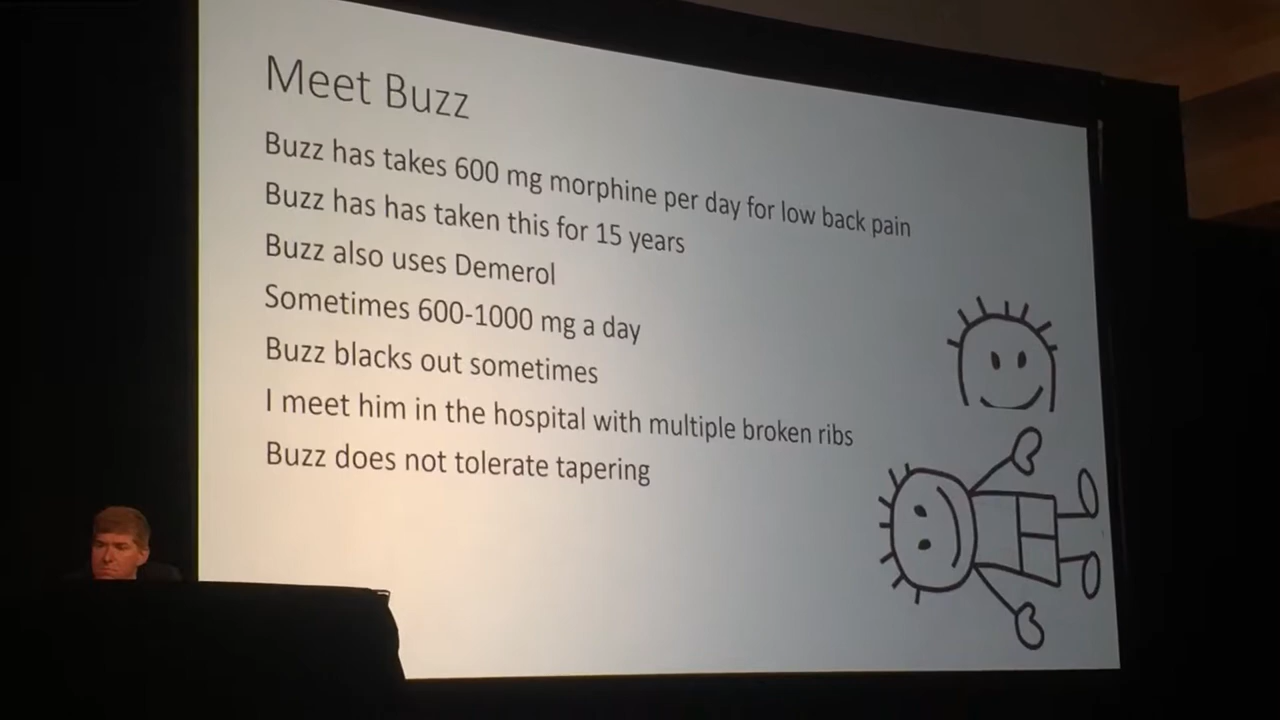 Meet Buzz
Buzz has takes 600 mg morphine per day for low back pain
Buzz has has taken this for 15 years
Buzz also uses Demerol
Sometimes 600-1000 mg a day
Buzz blacks out sometimes
I meet him in the hospital with multiple broken ribs
Buzz does not tolerate tapering